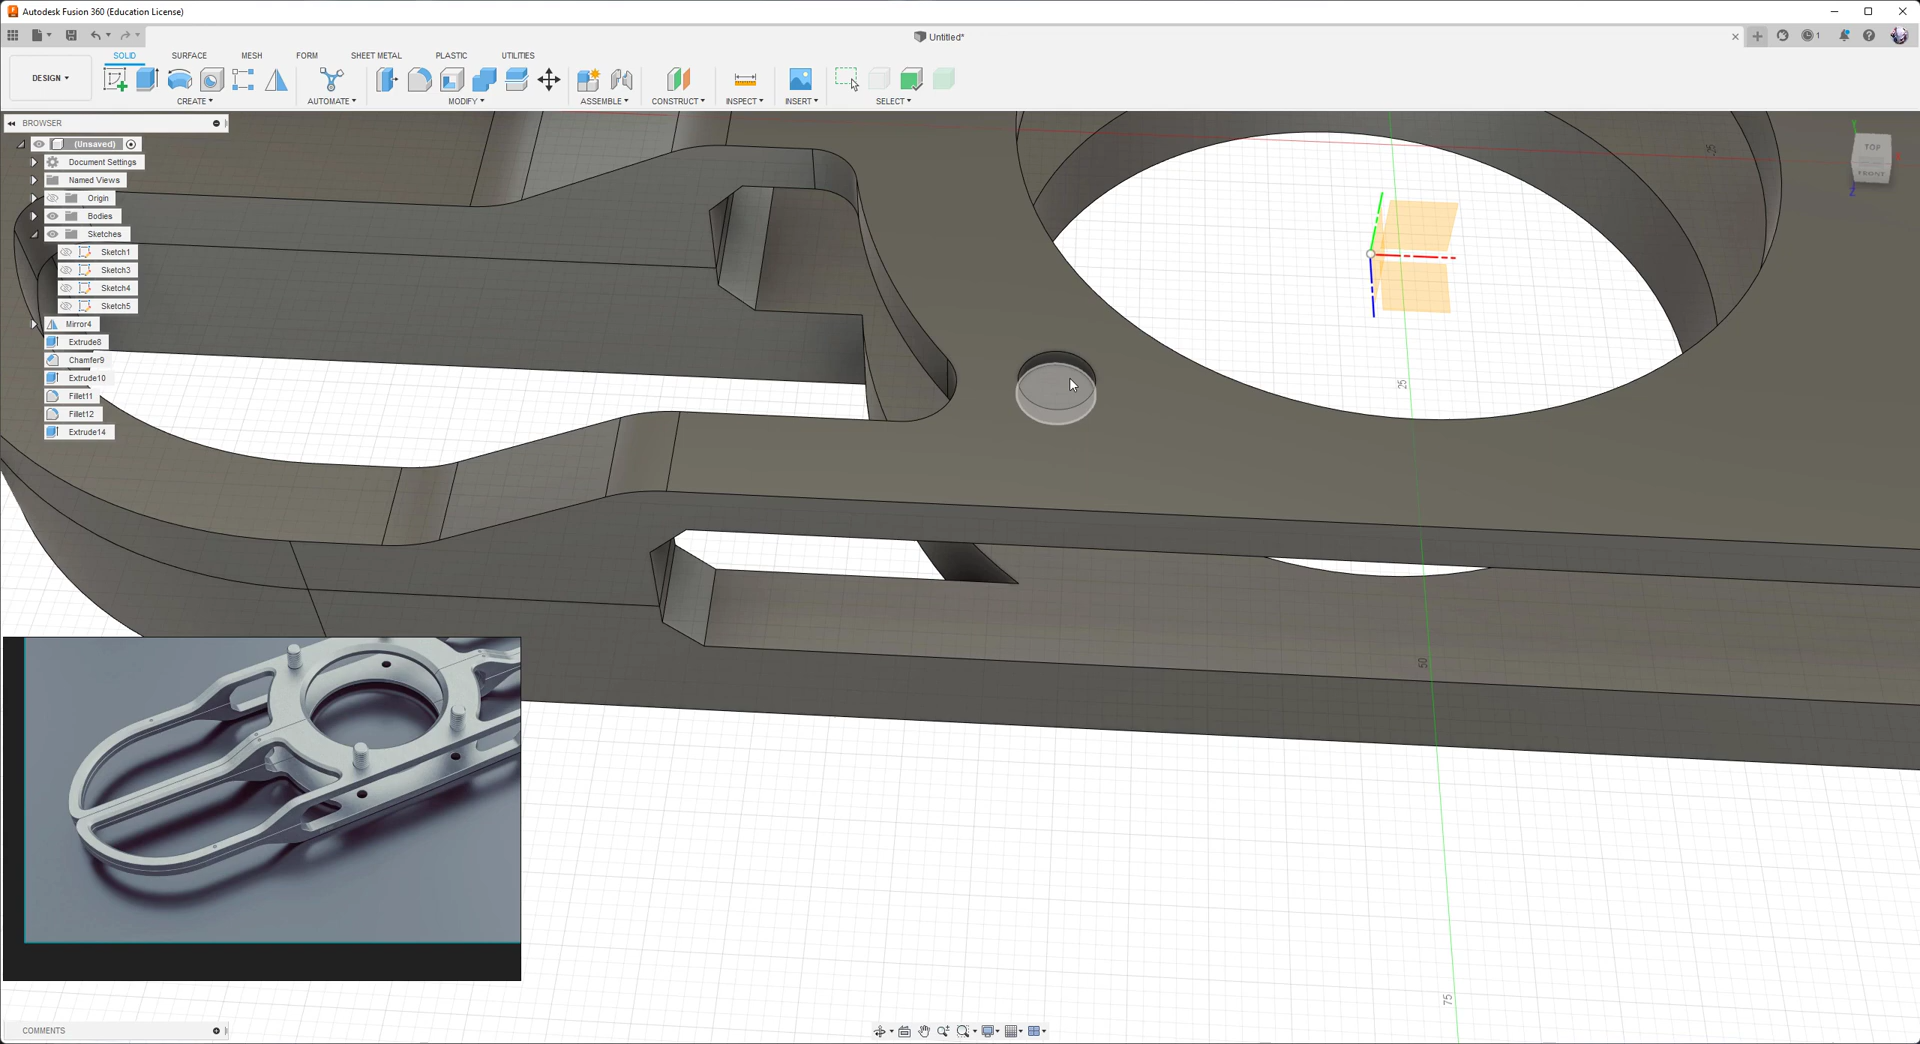 Autodesk Fusion 360 (Education License)
Untitled*
1
SOLID SURFACE MESH FORM SHEET METAL PLASTIC UTILITIES
DESIGN
CREATE AUTOMATE MODIFY ASSEMBLE CONSTRUCT INSPECT INSERT SELECT
BROWSER
(Unsaved)
Document Settings
Named Views
Origin
Bodies
Sketches
Sketch1
Sketch3
Sketch4
Sketch5
Mirror4
Extrude8
Chamfer9
Extrude10
Fillet11
Fillet12
Extrude14
TOP
FRONT
Y
Z
25
25
50
75
COMMENTS